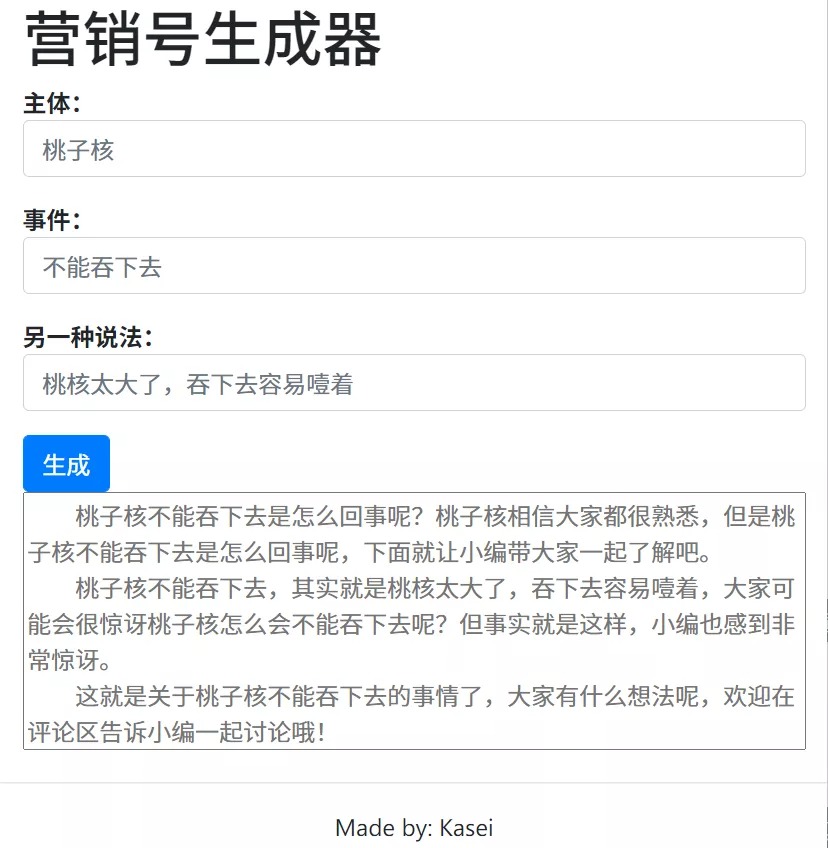 营销号生成器
主体：
桃子核
事件：
不能吞下去
另一种说法：
桃核太大了，吞下去容易噎着
生成
桃子核不能吞下去是怎么回事呢？桃子核相信大家都很熟悉，但是桃
子核不能吞下去是怎么回事呢，下面就让小编带大家一起了解吧。
桃子核不能吞下去，其实就是桃核太大了，吞下去容易噎着，大家可
能会很惊讶桃子核怎么会不能吞下去呢？但事实就是这样，小编也感到非
常惊讶。
这就是关于桃子核不能吞下去的事情了，大家有什么想法呢，欢迎在
评论区告诉小编一起讨论哦！
Made by: Kasei